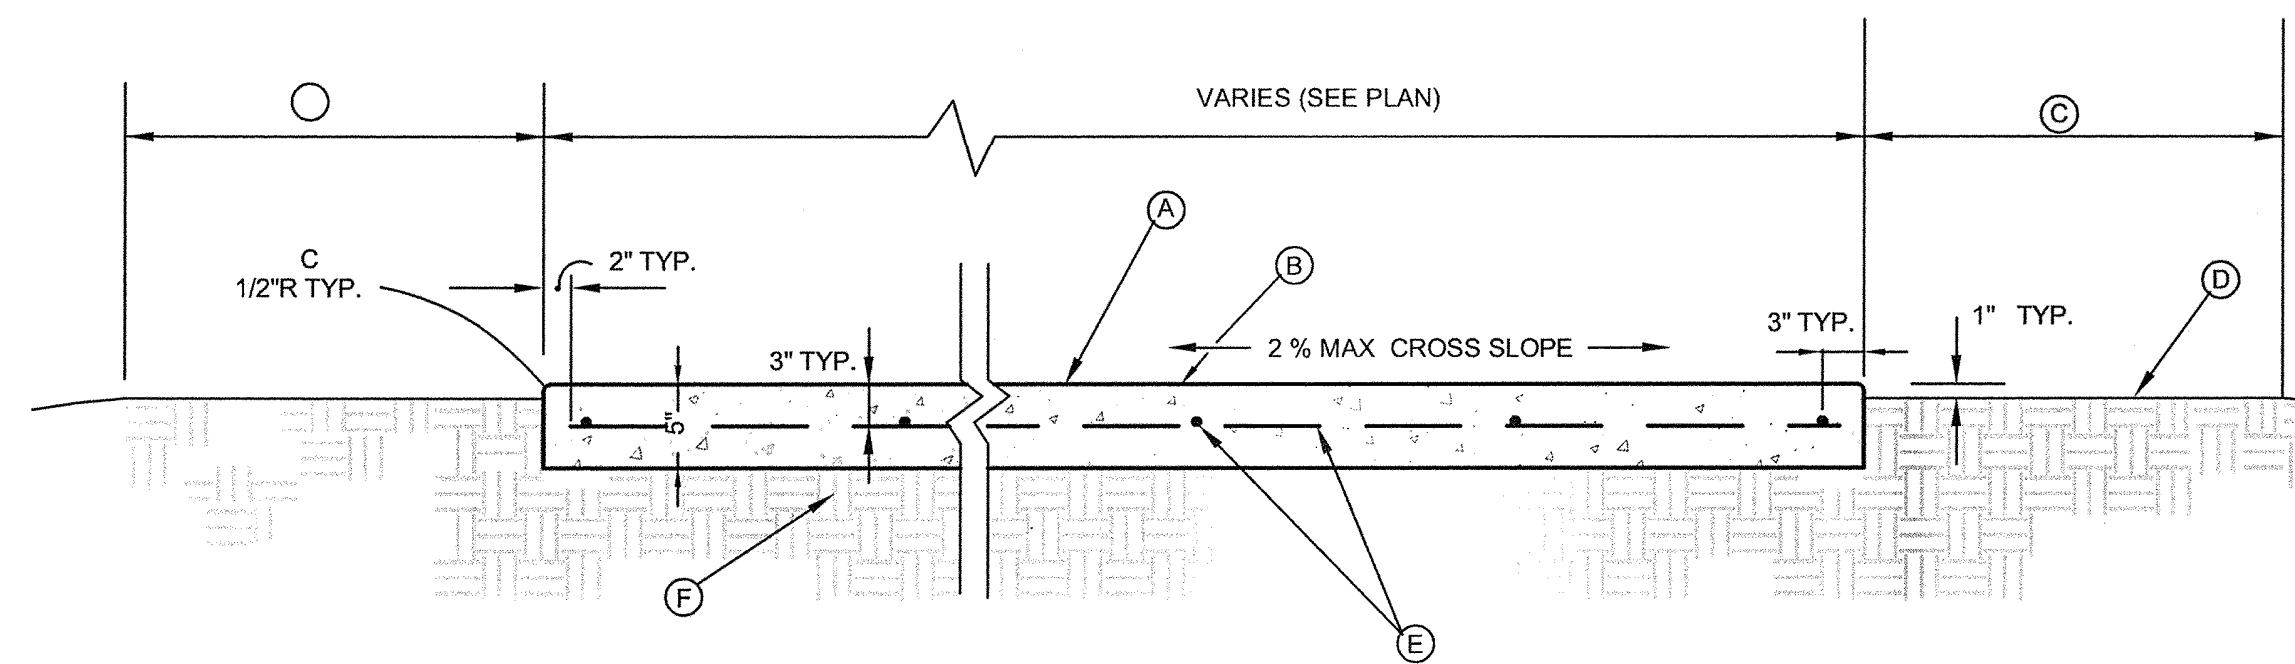 VARIES (SEE PLAN)
C
A
C
1/2"R TYP.
2" TYP.
B
D
3" TYP.
2 % MAX CROSS SLOPE
3" TYP.
1" TYP.
5"
F
E